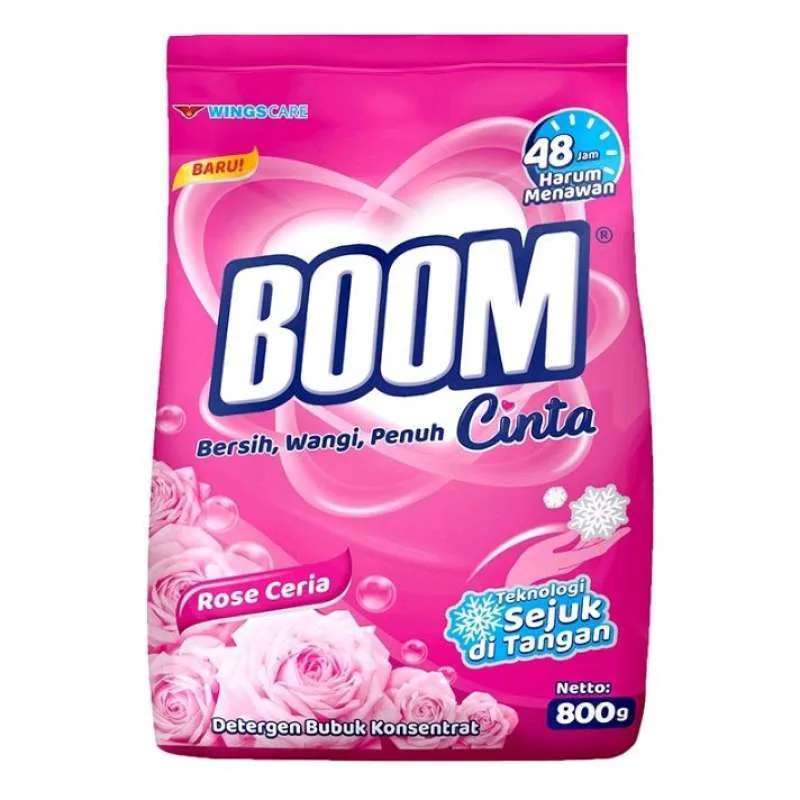 WINGSCARE
BARU!
48 Jam
Harum
Menawan
BOOM®
Bersih, Wangi, Penuh Cinta
Rose Ceria
Teknologi
Sejuk
di Tangan
Netto:
800g
Detergen Bubuk Konsentrat